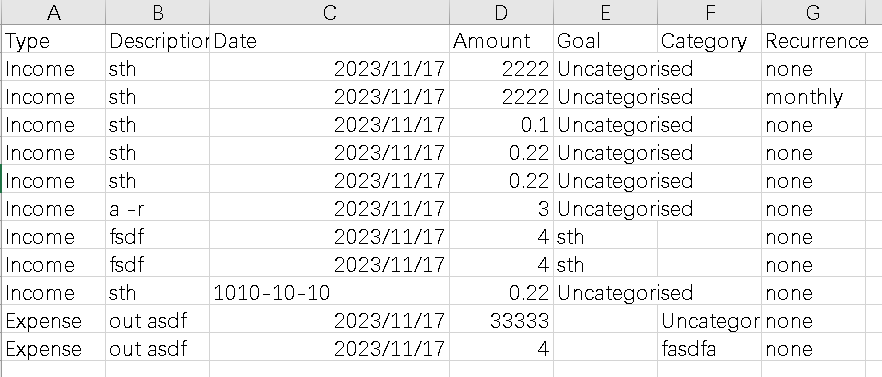 A B C D E F G
Type Description Date Amount Goal Category Recurrence
Income sth 2023/11/17 2222 Uncategorised none
Income sth 2023/11/17 2222 Uncategorised monthly
Income sth 2023/11/17 0.1 Uncategorised none
Income sth 2023/11/17 0.22 Uncategorised none
Income sth 2023/11/17 0.22 Uncategorised none
Income a -r 2023/11/17 3 Uncategorised none
Income fsdf 2023/11/17 4 sth none
Income fsdf 2023/11/17 4 sth none
Income sth 1010-10-10 0.22 Uncategorised none
Expense out asdf 2023/11/17 33333 Uncategor none
Expense out asdf 2023/11/17 4 fasdfa none